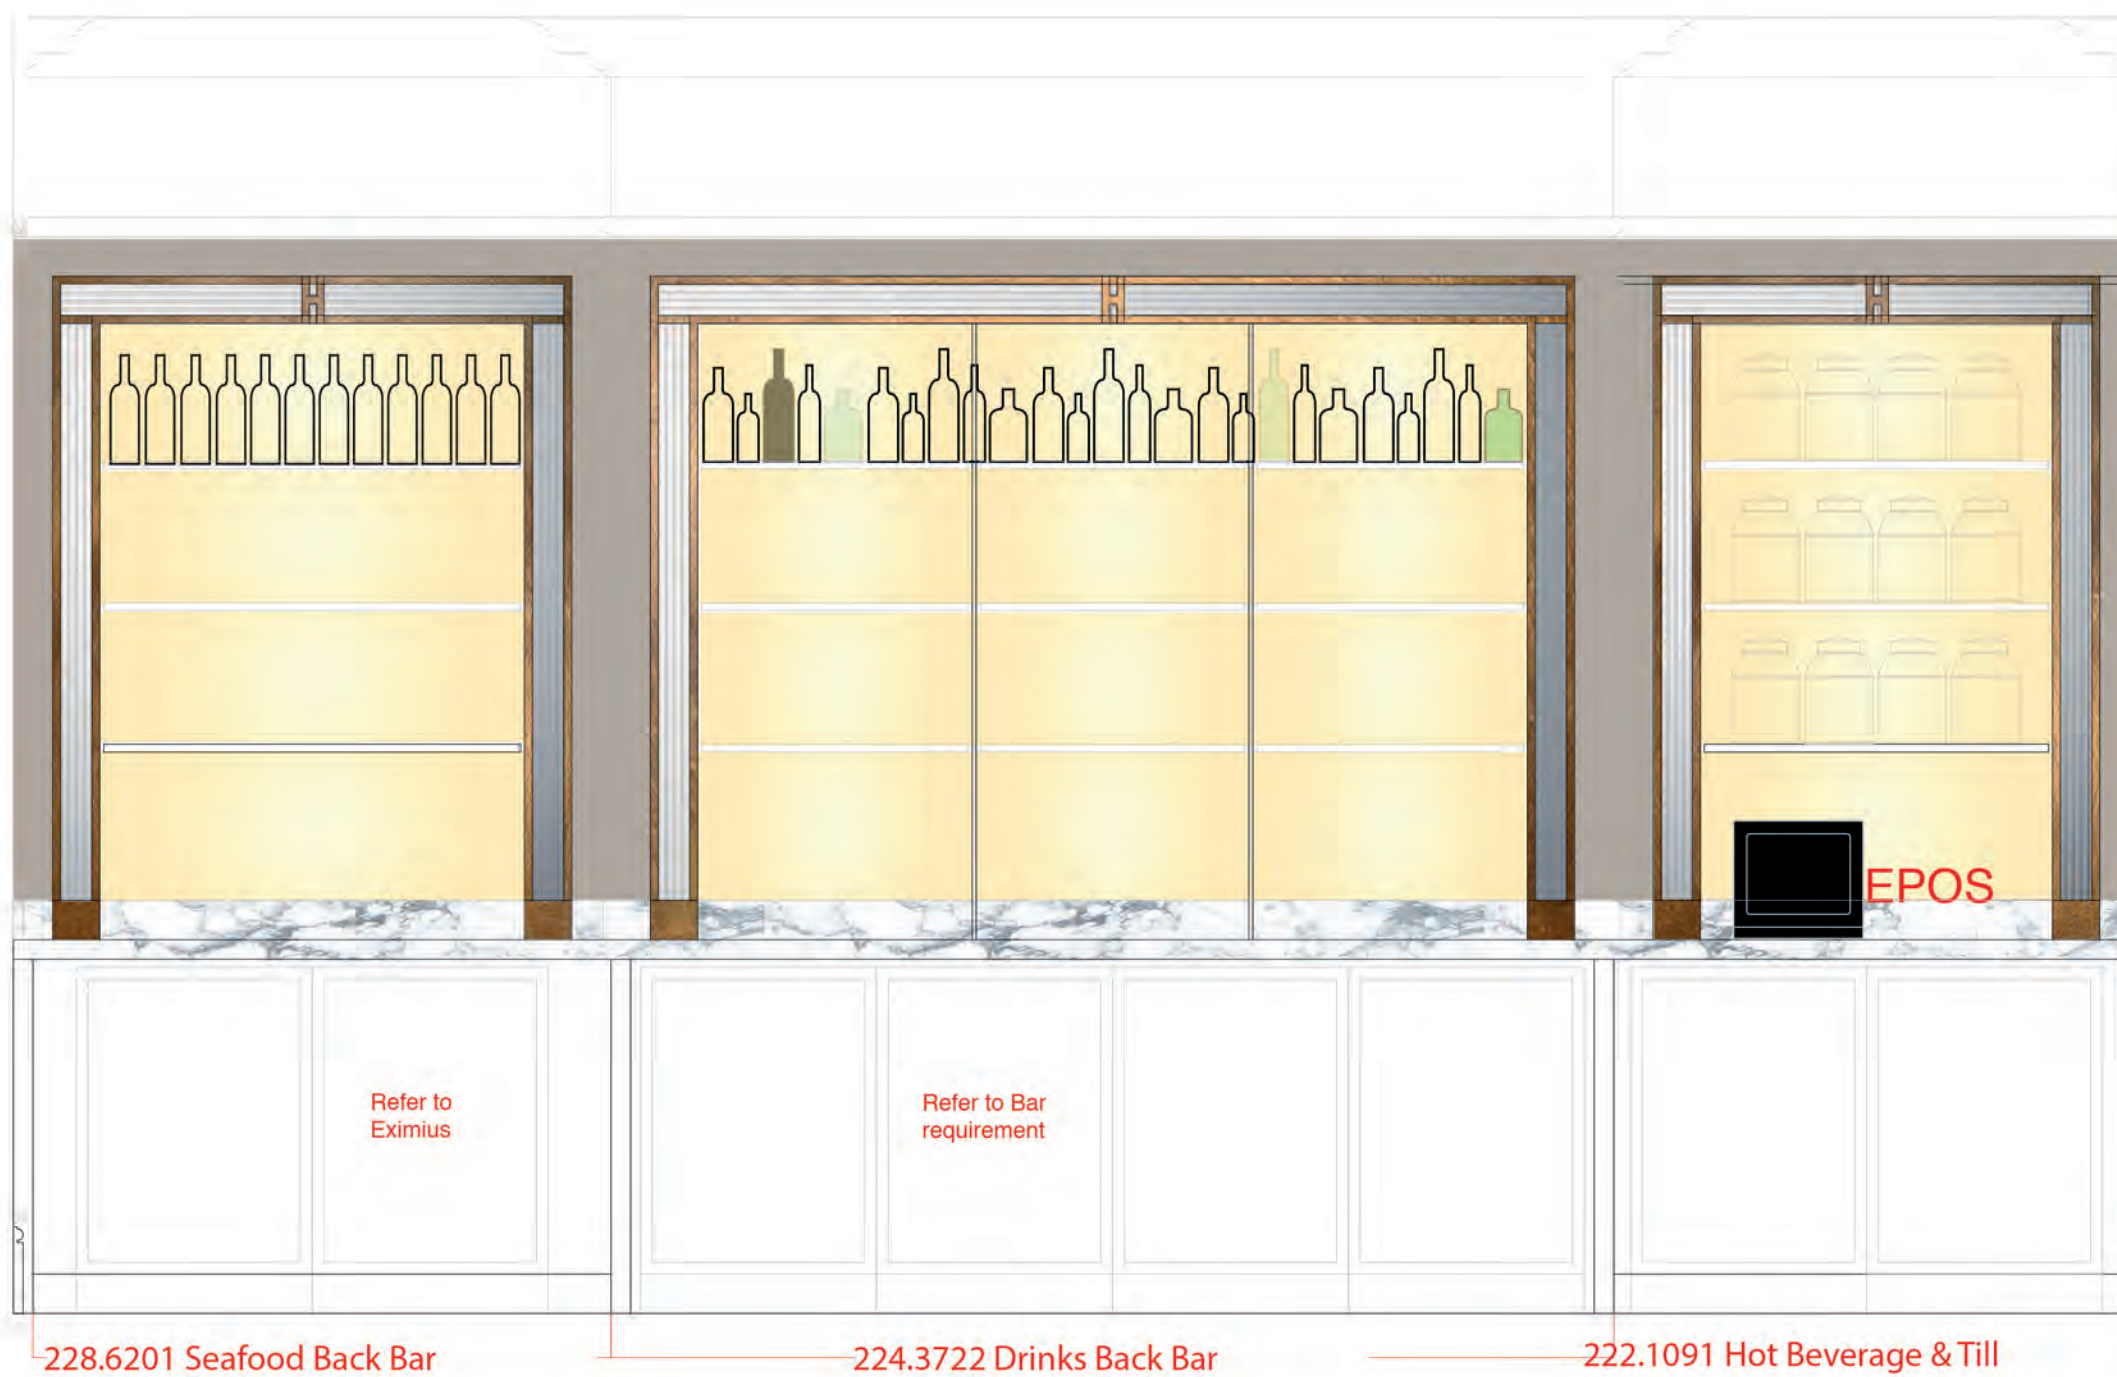 EPOS
Refer to
Eximius
Refer to Bar
requirement
228.6201 Seafood Back Bar
224.3722 Drinks Back Bar
222.1091 Hot Beverage & Till